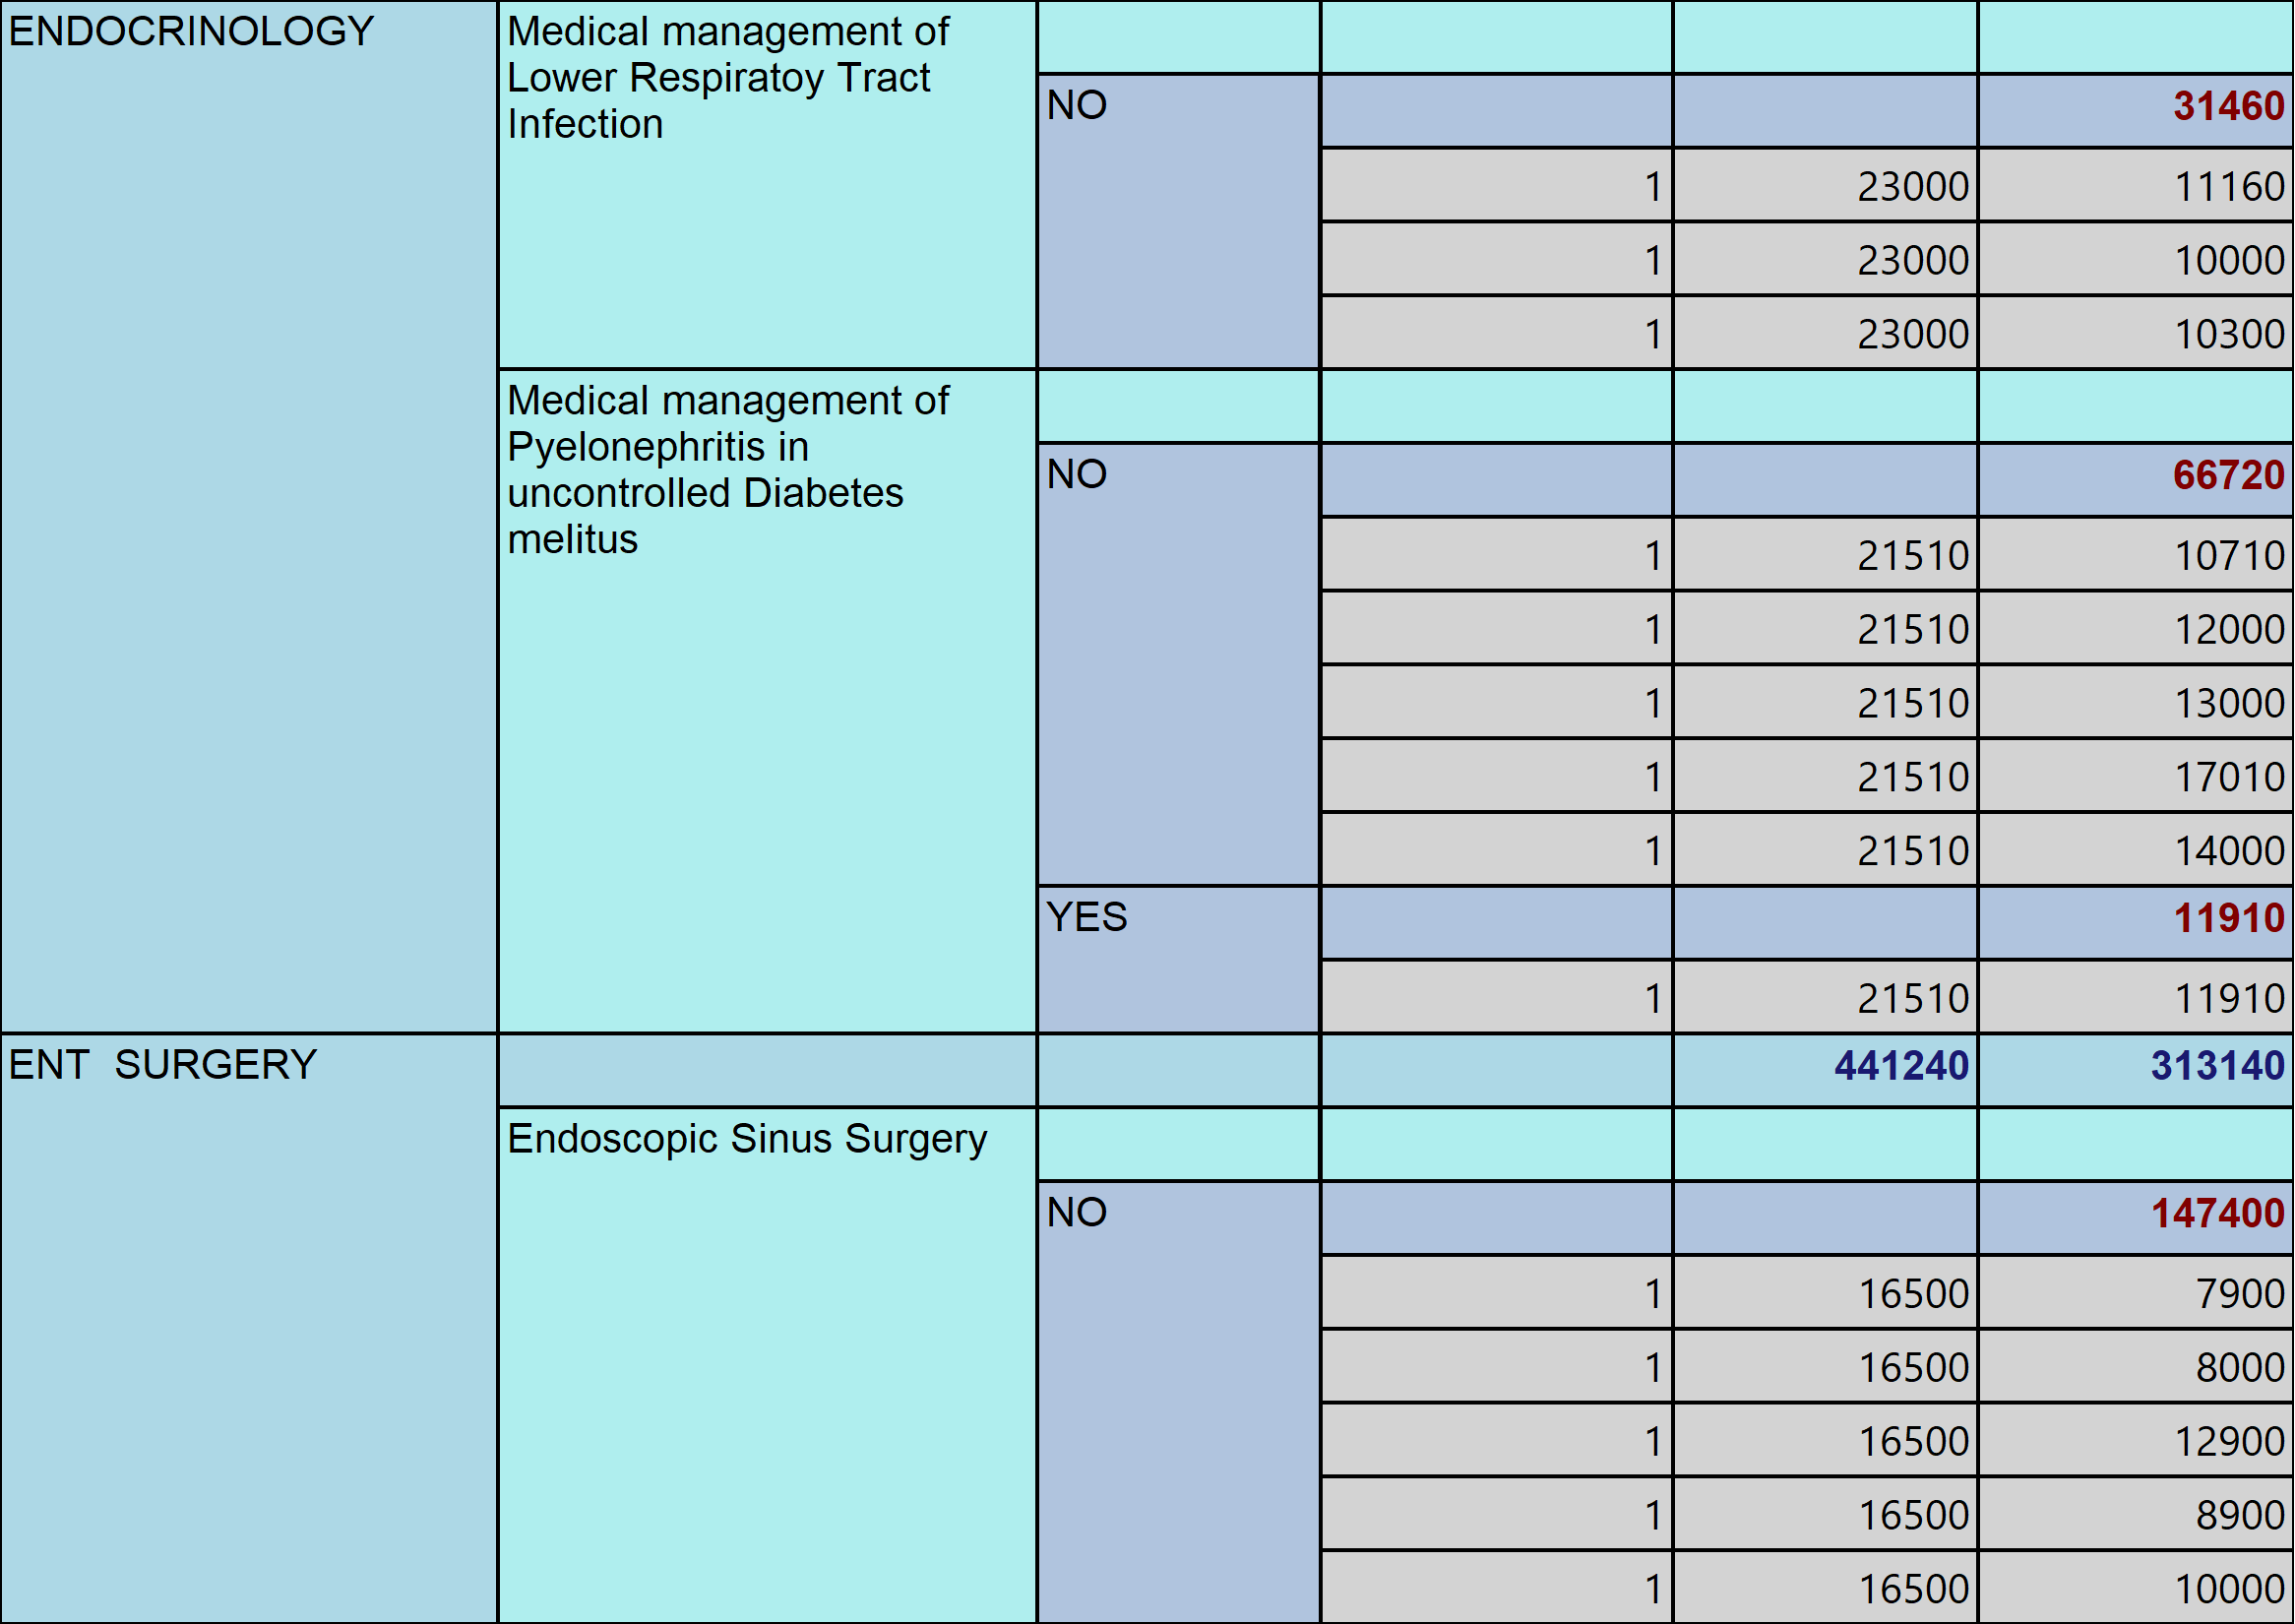 ENDOCRINOLOGY
Medical management of
Lower Respiratoy Tract
Infection
NO
31460
1 23000 11160
1 23000 10000
1 23000 10300
Medical management of
Pyelonephritis in
uncontrolled Diabetes
melitus
NO
66720
1 21510 10710
1 21510 12000
1 21510 13000
1 21510 17010
1 21510 14000
YES
11910
1 21510 11910
ENT  SURGERY
441240 313140
Endoscopic Sinus Surgery
NO
147400
1 16500 7900
1 16500 8000
1 16500 12900
1 16500 8900
1 16500 10000